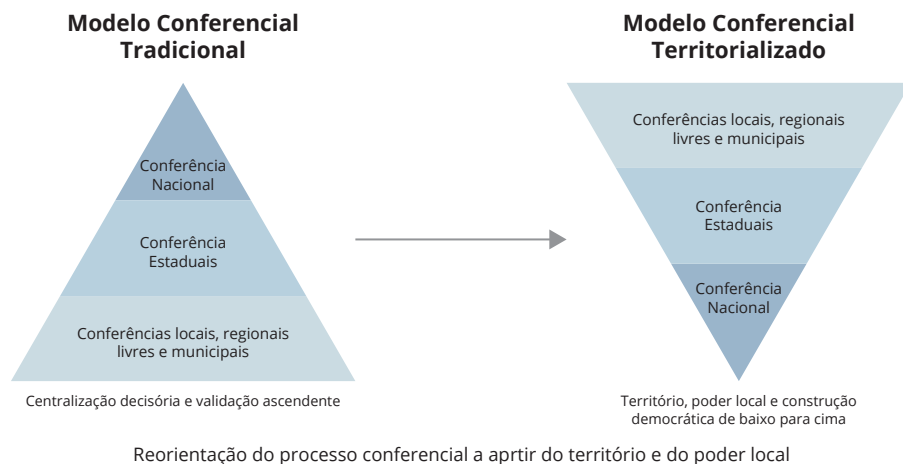 Modelo Conferencial
Tradicional
Conferência
Nacional
Conferência
Estaduais
Conferências locais, regionais
livres e municipais
Centralização decisória e validação ascendente
Modelo Conferencial
Territorializado
Conferências locais, regionais
livres e municipais
Conferência
Estaduais
Conferência
Nacional
Território, poder local e construção
democrática de baixo para cima
Reorientação do processo conferencial a aprtir do território e do poder local